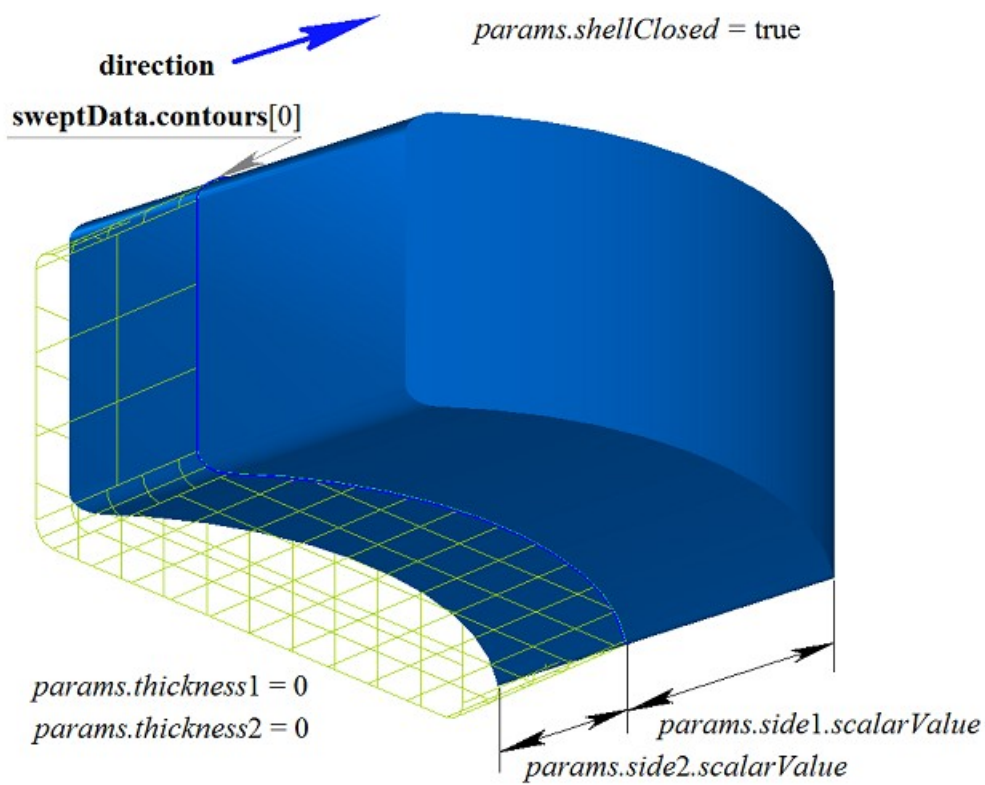 params.shellClosed = true
direction
sweptData.contours[0]
params.thickness1 = 0
params.thickness2 = 0
params.side1.scalarValue
params.side2.scalarValue